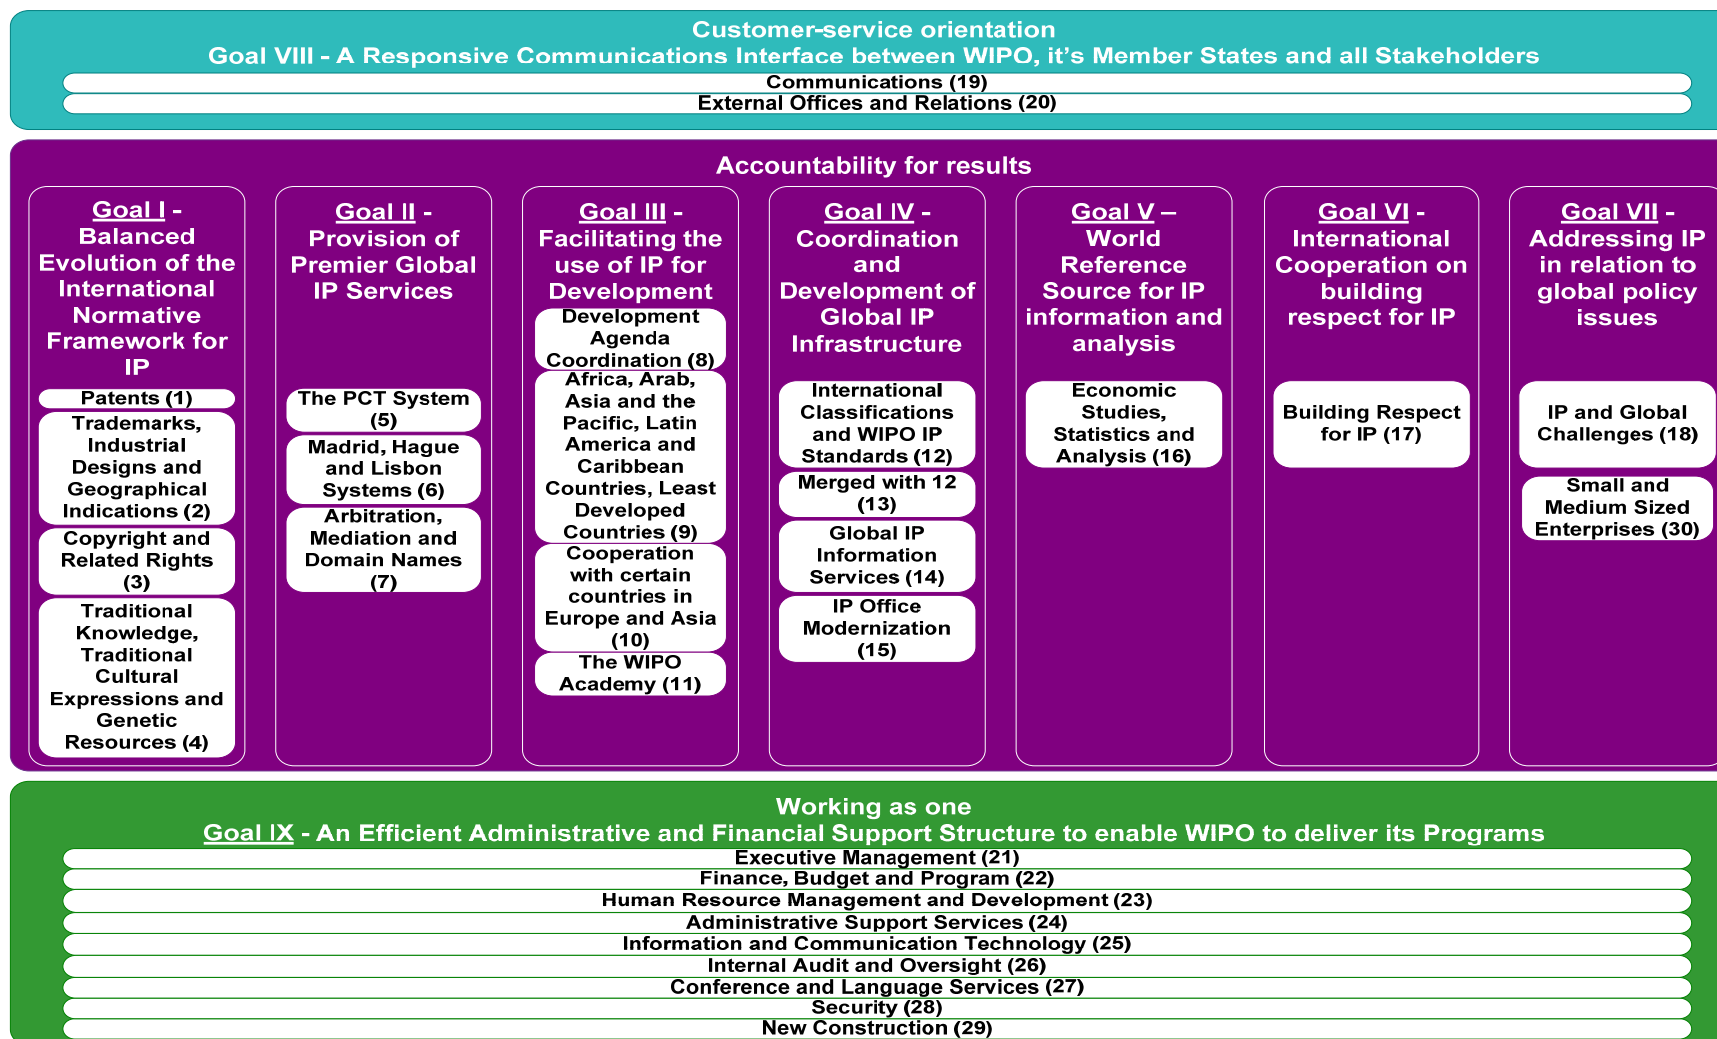 Customer-service orientation
Goal VIII - A Responsive Communications Interface between WIPO, it's Member States and all Stakeholders
Communications (19)
External Offices and Relations (20)
Accountability for results
Goal I -
Balanced
Evolution of the
International
Normative
Framework for
IP
Patents (1)
Trademarks,
Industrial
Designs and
Geographical
Indications (2)
Copyright and
Related Rights
(3)
Traditional
Knowledge,
Traditional
Cultural
Expressions and
Genetic
Resources (4)
Goal II -
Provision of
Premier Global
IP Services
The PCT System
(5)
Madrid, Hague
and Lisbon
Systems (6)
Arbitration,
Mediation and
Domain Names
(7)
Goal III -
Facilitating the
use of IP for
Development
Development
Agenda
Coordination (8)
Africa, Arab,
Asia and the
Pacific, Latin
America and
Caribbean
Countries, Least
Developed
Countries (9)
Cooperation
with certain
countries in
Europe and Asia
(10)
The WIPO
Academy (11)
Goal IV -
Coordination
and
Development of
Global IP
Infrastructure
International
Classifications
and WIPO IP
Standards (12)
Merged with 12
(13)
Global IP
Information
Services (14)
IP Office
Modernization
(15)
Goal V –
World
Reference
Source for IP
information and
analysis
Economic
Studies,
Statistics and
Analysis (16)
Goal VI -
International
Cooperation on
building
respect for IP
Building Respect
for IP (17)
Goal VII -
Addressing IP
in relation to
global policy
issues
IP and Global
Challenges (18)
Small and
Medium Sized
Enterprises (30)
Working as one
Goal IX - An Efficient Administrative and Financial Support Structure to enable WIPO to deliver its Programs
Executive Management (21)
Finance, Budget and Program (22)
Human Resource Management and Development (23)
Administrative Support Services (24)
Information and Communication Technology (25)
Internal Audit and Oversight (26)
Conference and Language Services (27)
Security (28)
New Construction (29)